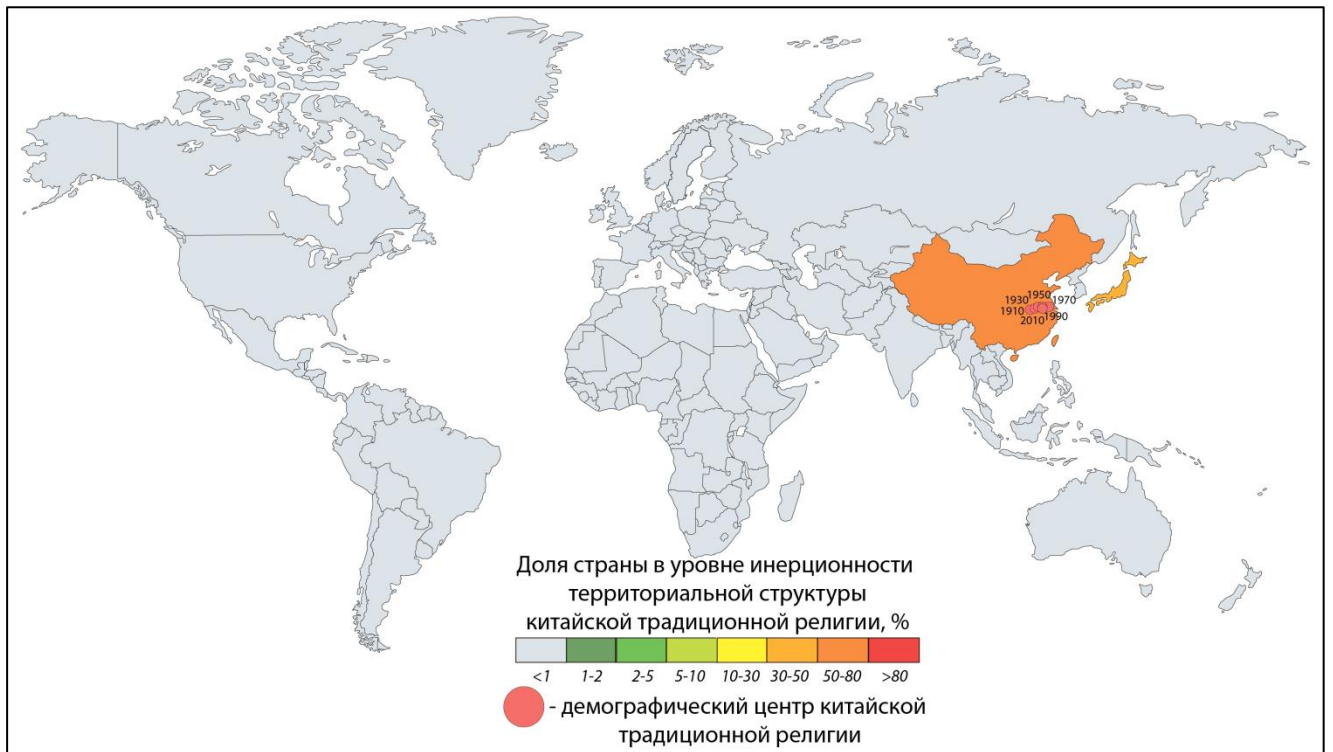 1950
1930
1970
1910
1990
2010
Доля страны в уровне инерционности
территориальной структуры
китайской традиционной религии, %
<1 1-2 2-5 5-10 10-30 30-50 50-80 >80
- демографический центр китайской
традиционной религии